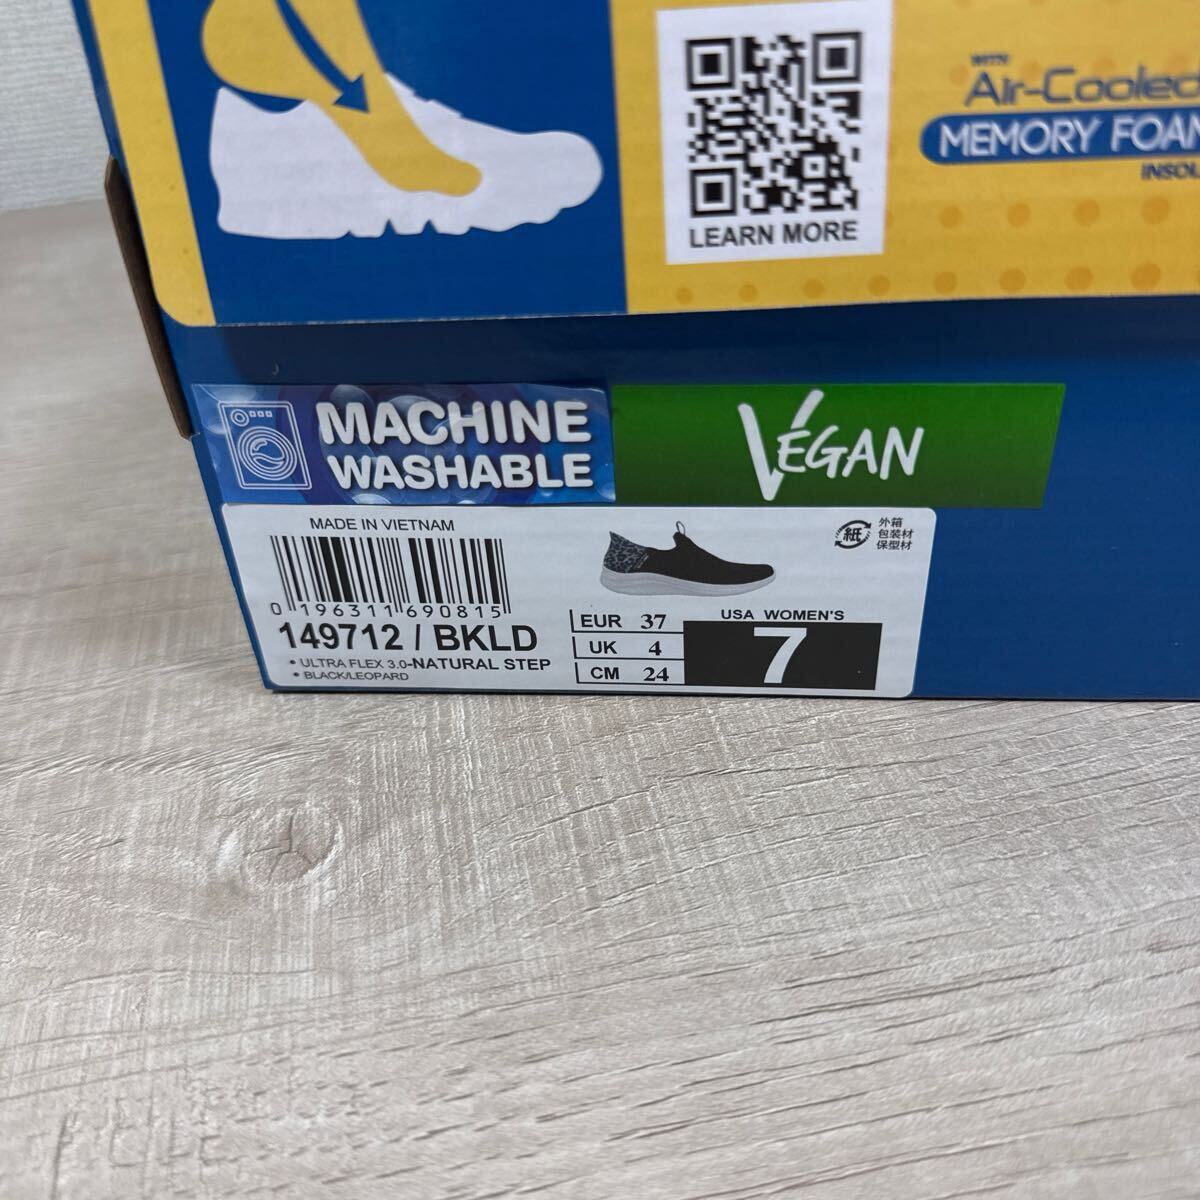 WITH
Air-Cooled
MEMORY FOAM
LEARN MORE
MACHINE
WASHABLE
VEGAN
MADE IN VIETNAM
0 196311 690815
149712 / BKLD
• ULTRA FLEX 3.0-NATURAL STEP
• BLACK/LEOPARD
紙
外箱
包装材
保型材
EUR 37
UK 4
CM 24
USA WOMEN'S
7